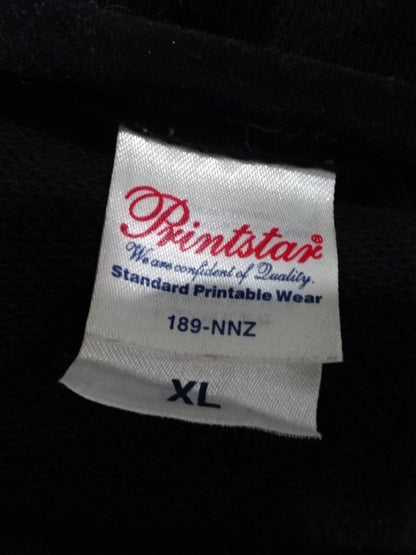 Printstar®
We are confident of Quality.
Standard Printable Wear
189-NNZ
XL